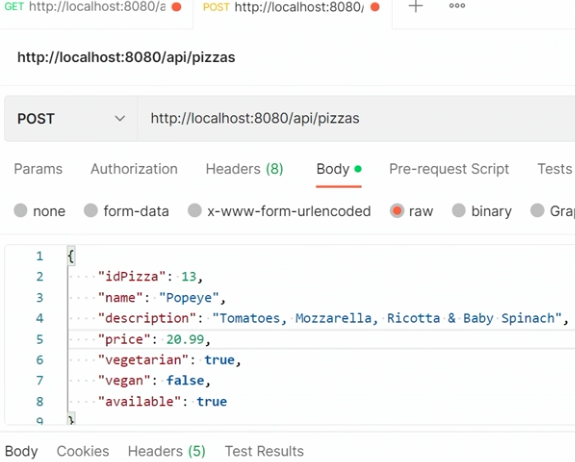 GET http://localhost:8080/a POST http://localhost:8080/ + ooo
http://localhost:8080/api/pizzas
POST http://localhost:8080/api/pizzas
Params Authorization Headers (8) Body Pre-request Script Tests
none form-data x-www-form-urlencoded raw binary Gra
1 {
2 "idPizza": 13,
3 "name": "Popeye",
4 "description": "Tomatoes, Mozzarella, Ricotta & Baby Spinach",
5 "price": 20.99,
6 "vegetarian": true,
7 "vegan": false,
8 "available": true
9 }
Body Cookies Headers (5) Test Results